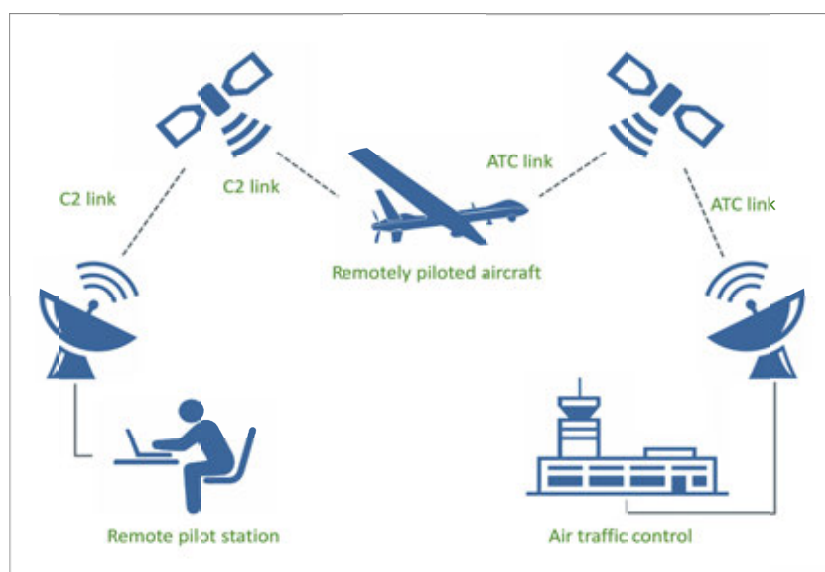 ATC link
C2 link
C2 link
ATC link
Remotely piloted aircraft
Remote pilot station
Air traffic control